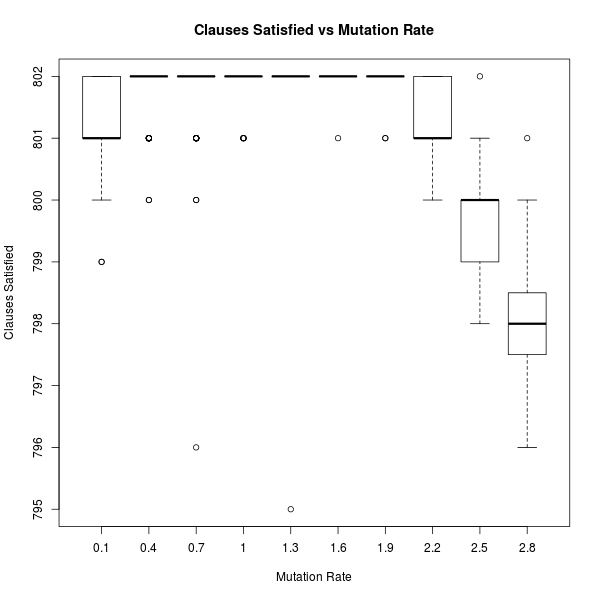 Clauses Satisfied vs Mutation Rate
Clauses Satisfied
802
801
800
799
798
797
796
795
0.1 0.4 0.7 1 1.3 1.6 1.9 2.2 2.5 2.8
Mutation Rate